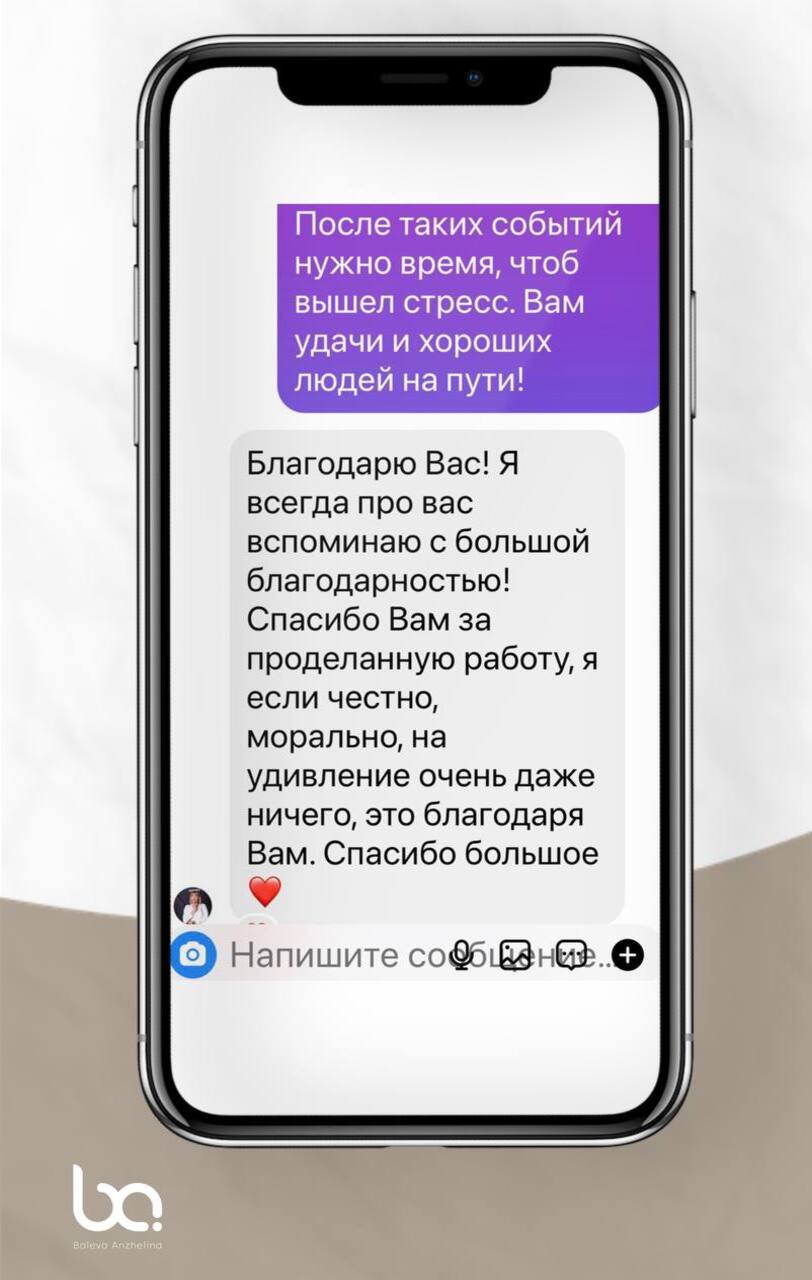 После таких событий
нужно время, чтоб
вышел стресс. Вам
удачи и хороших
людей на пути!
Благодарю Вас! Я
всегда про вас
вспоминаю с большой
благодарностью!
Спасибо Вам за
проделанную работу, я
если честно,
морально, на
удивление очень даже
ничего, это благодаря
Вам. Спасибо большое
❤️
Напишите сообщение...
ba
Baleva Anzhelina